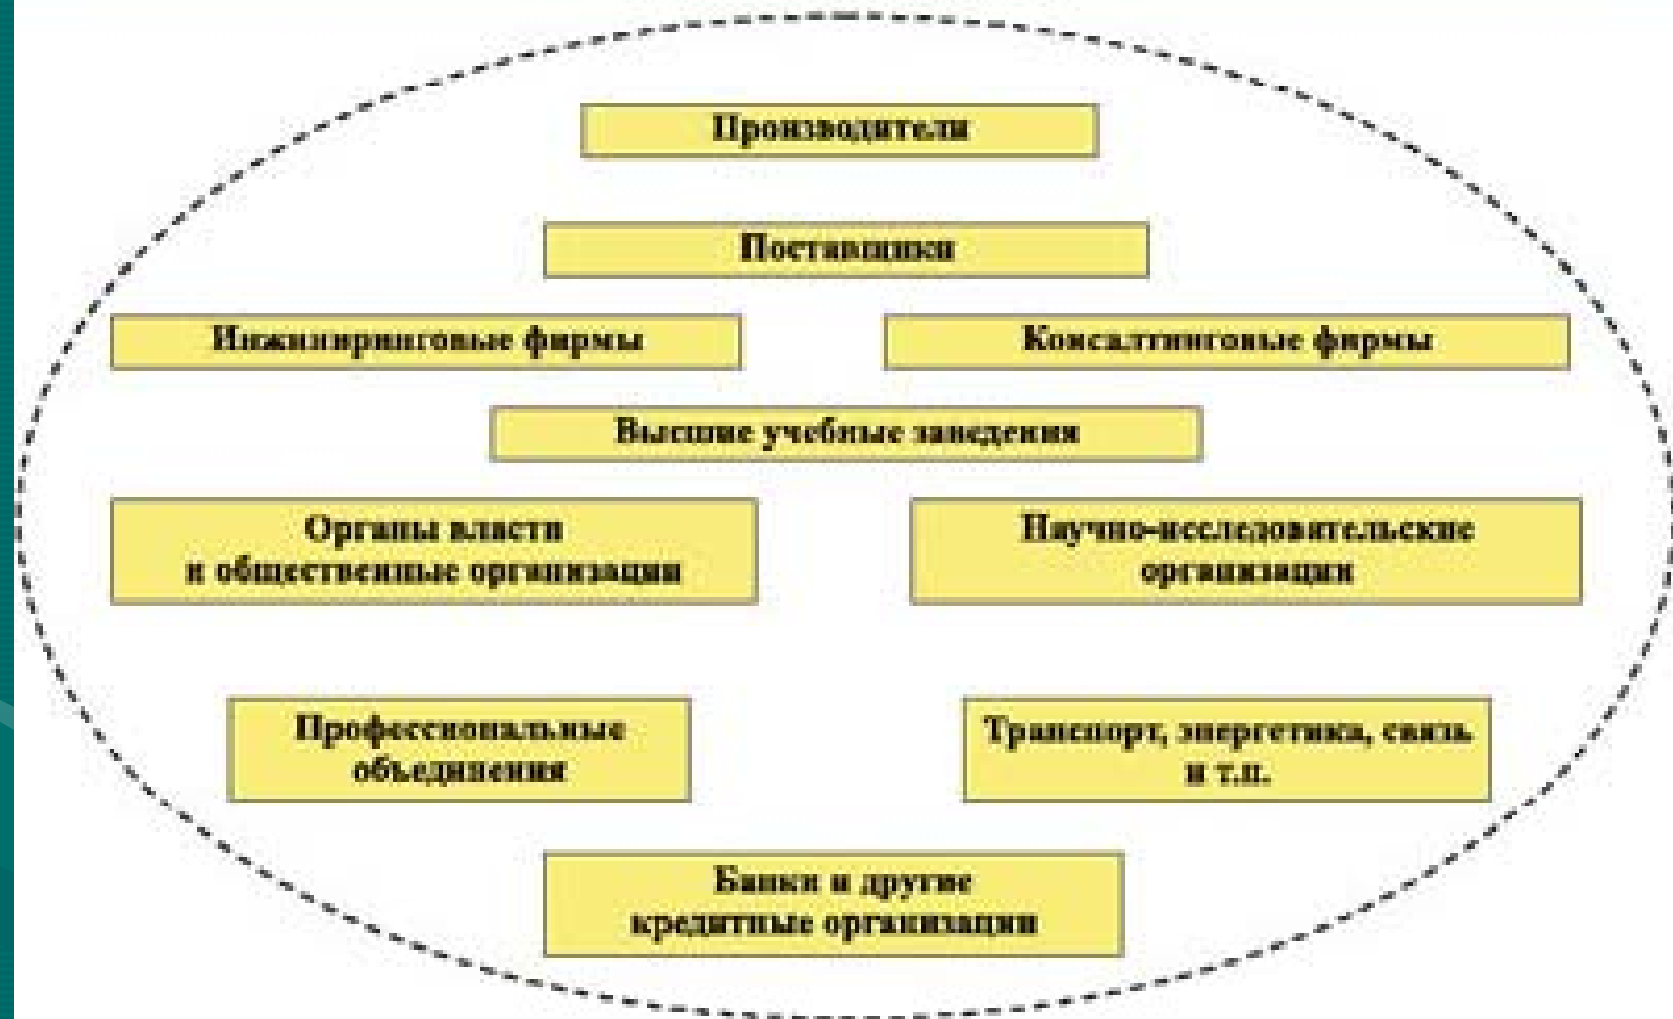 Производители
Поставщики
Инжиниринговые фирмы
Консалтинговые фирмы
Высшие учебные заведения
Органы власти
и общественные организации
Научно-исследовательские
организации
Профессиональные
объединения
Транспорт, энергетика, связь
и т.п.
Банки и другие
кредитные организации